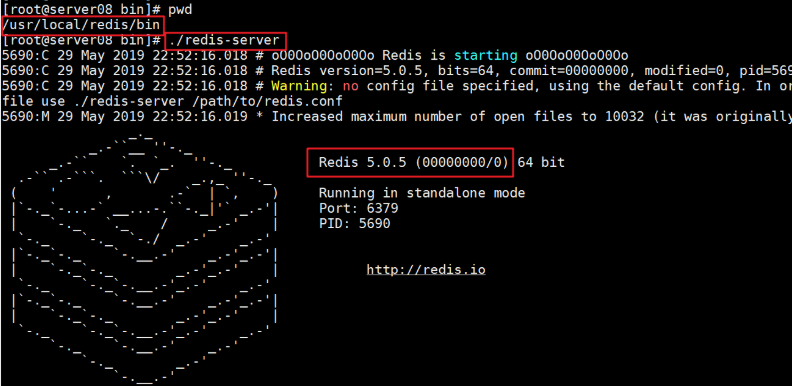 [root@server08 bin]# pwd
/usr/local/redis/bin
[root@server08 bin]# ./redis-server
5690:C 29 May 2019 22:52:16.018 # oO0OoO0OoO0Oo Redis is starting oO0OoO0OoO0Oo
5690:C 29 May 2019 22:52:16.018 # Redis version=5.0.5, bits=64, commit=00000000, modified=0, pid=569
5690:C 29 May 2019 22:52:16.018 # Warning: no config file specified, using the default config. In or
file use ./redis-server /path/to/redis.conf
5690:M 29 May 2019 22:52:16.019 * Increased maximum number of open files to 10032 (it was originally
Redis 5.0.5 (00000000/0) 64 bit
Running in standalone mode
Port: 6379
PID: 5690
http://redis.io